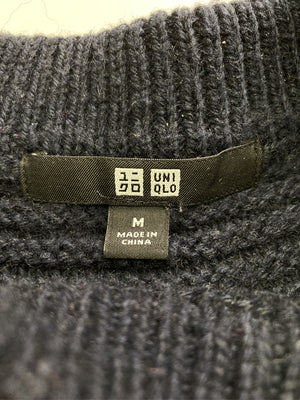 ユニ UNI
クロ QLO
M
MADE IN
CHINA